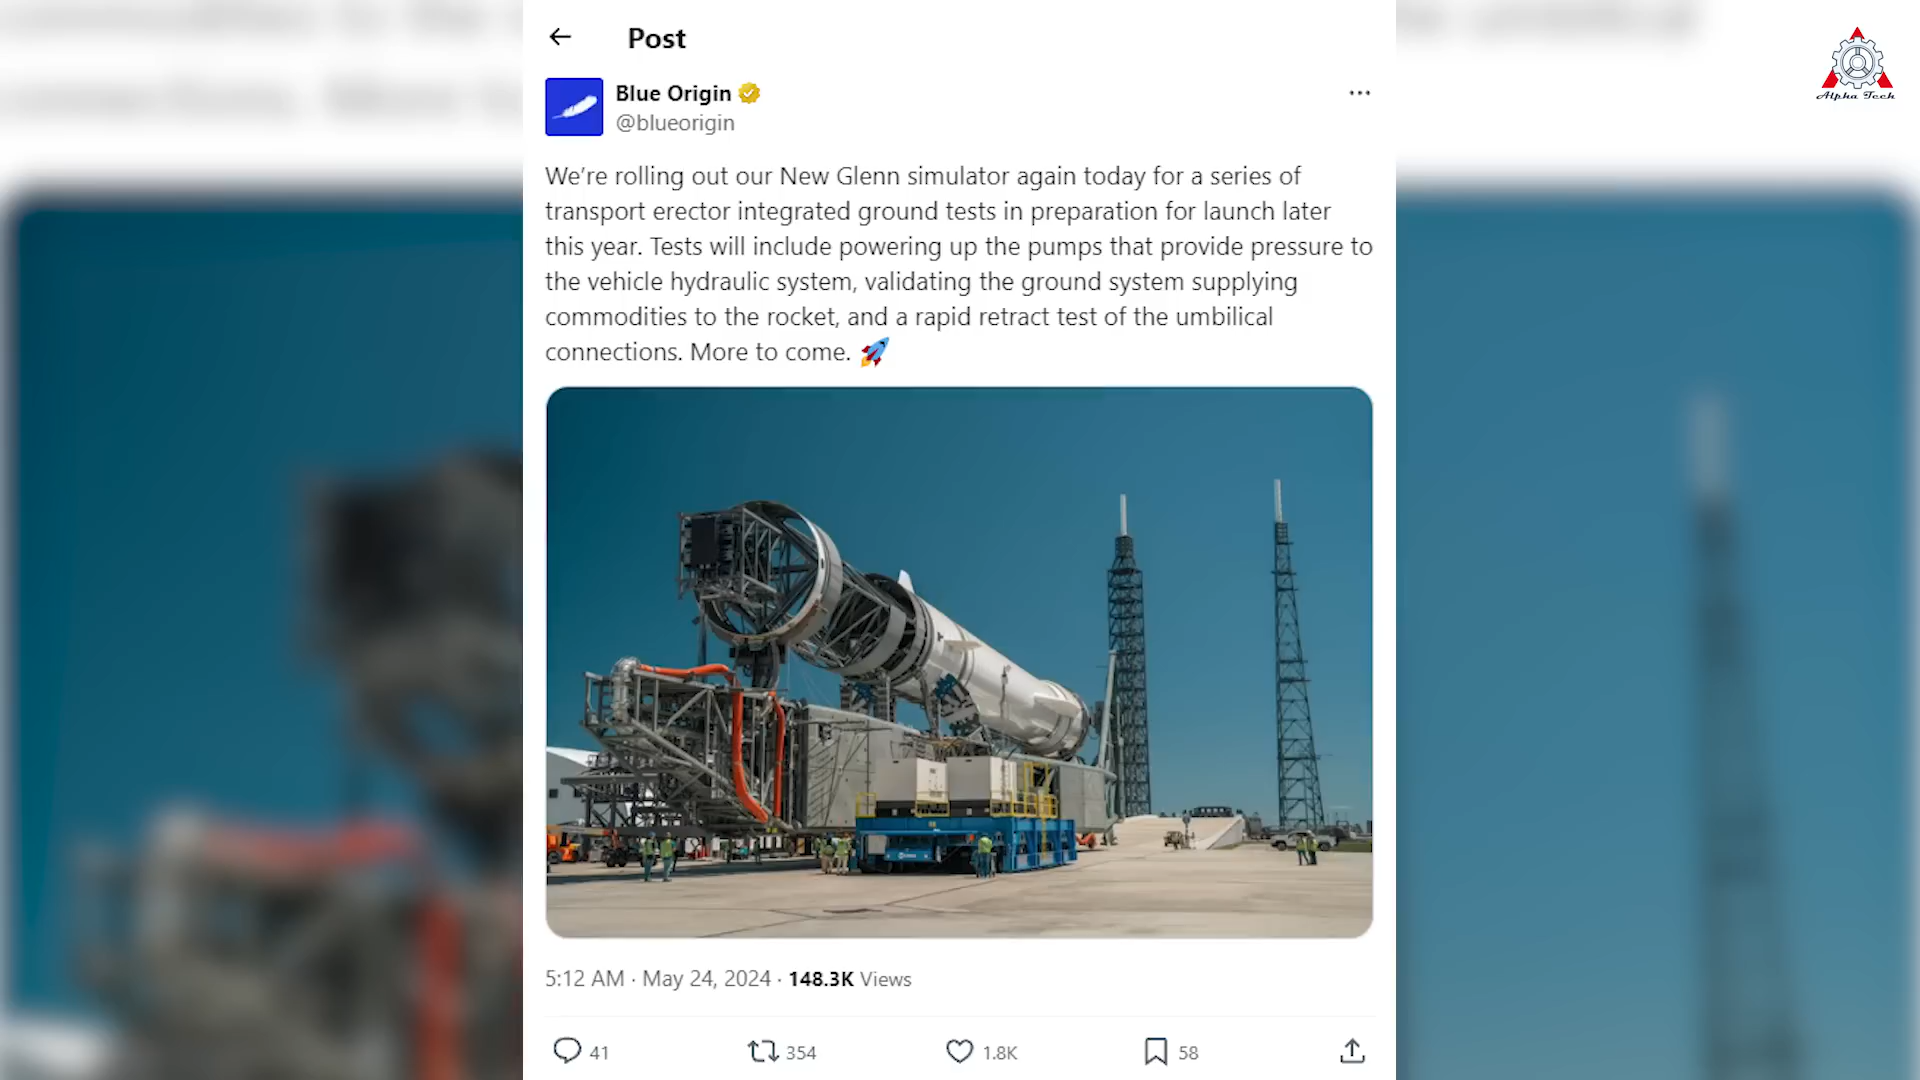 Post
Blue Origin
@blueorigin
We’re rolling out our New Glenn simulator again today for a series of
transport erector integrated ground tests in preparation for launch later
this year. Tests will include powering up the pumps that provide pressure to
the vehicle hydraulic system, validating the ground system supplying
commodities to the rocket, and a rapid retract test of the umbilical
connections. More to come. 🚀
5:12 AM · May 24, 2024 · 148.3K Views
41 354 1.8K 58
Alpha Tech